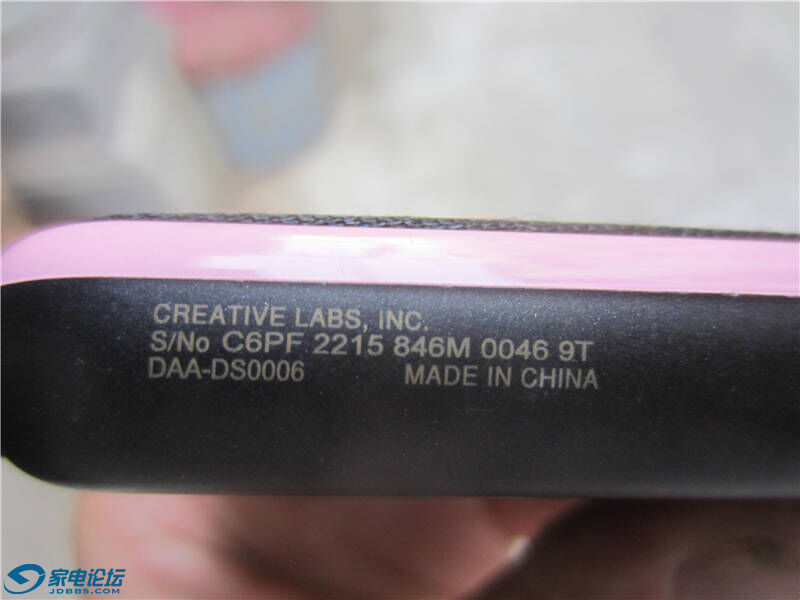 CREATIVE LABS, INC.
S/No C6PF 2215 846M 0046 9T
DAA-DS0006 MADE IN CHINA
家电论坛
JDBBS.COM